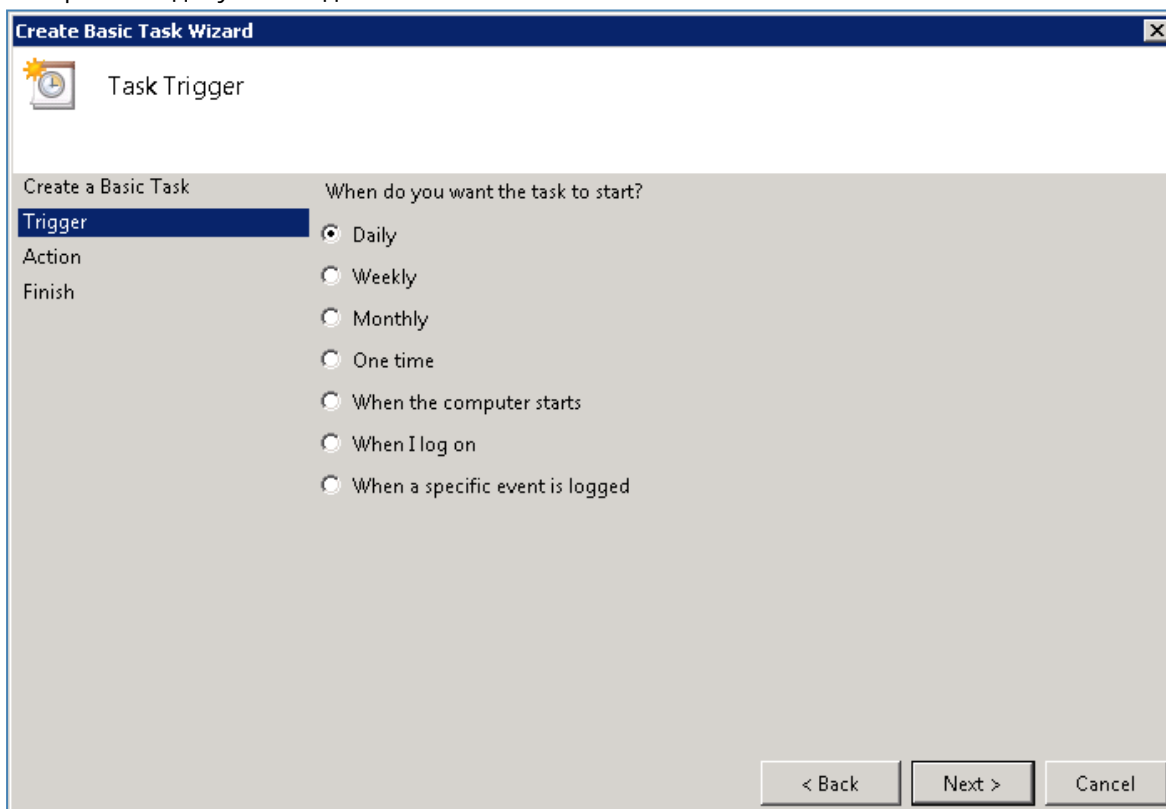 Create Basic Task Wizard
Task Trigger
Create a Basic Task
Trigger
Action
Finish
When do you want the task to start?
Daily
Weekly
Monthly
One time
When the computer starts
When I log on
When a specific event is logged
< Back
Next >
Cancel